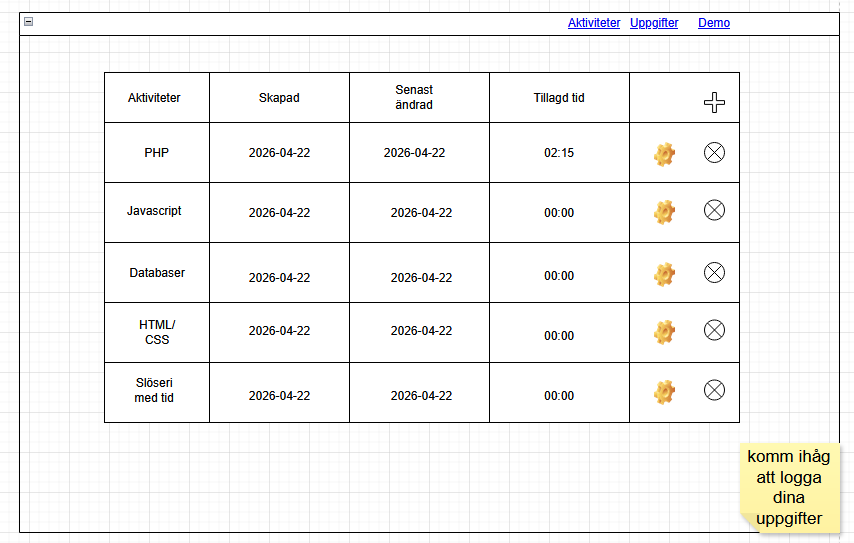 Aktiviteter Uppgifter Demo
Aktiviteter Skapad Senast ändrad Tillagd tid
PHP 2026-04-22 2026-04-22 02:15
Javascript 2026-04-22 2026-04-22 00:00
Databaser 2026-04-22 2026-04-22 00:00
HTML/ CSS 2026-04-22 2026-04-22 00:00
Slöseri med tid 2026-04-22 2026-04-22 00:00
komm ihåg
att logga
dina
uppgifter